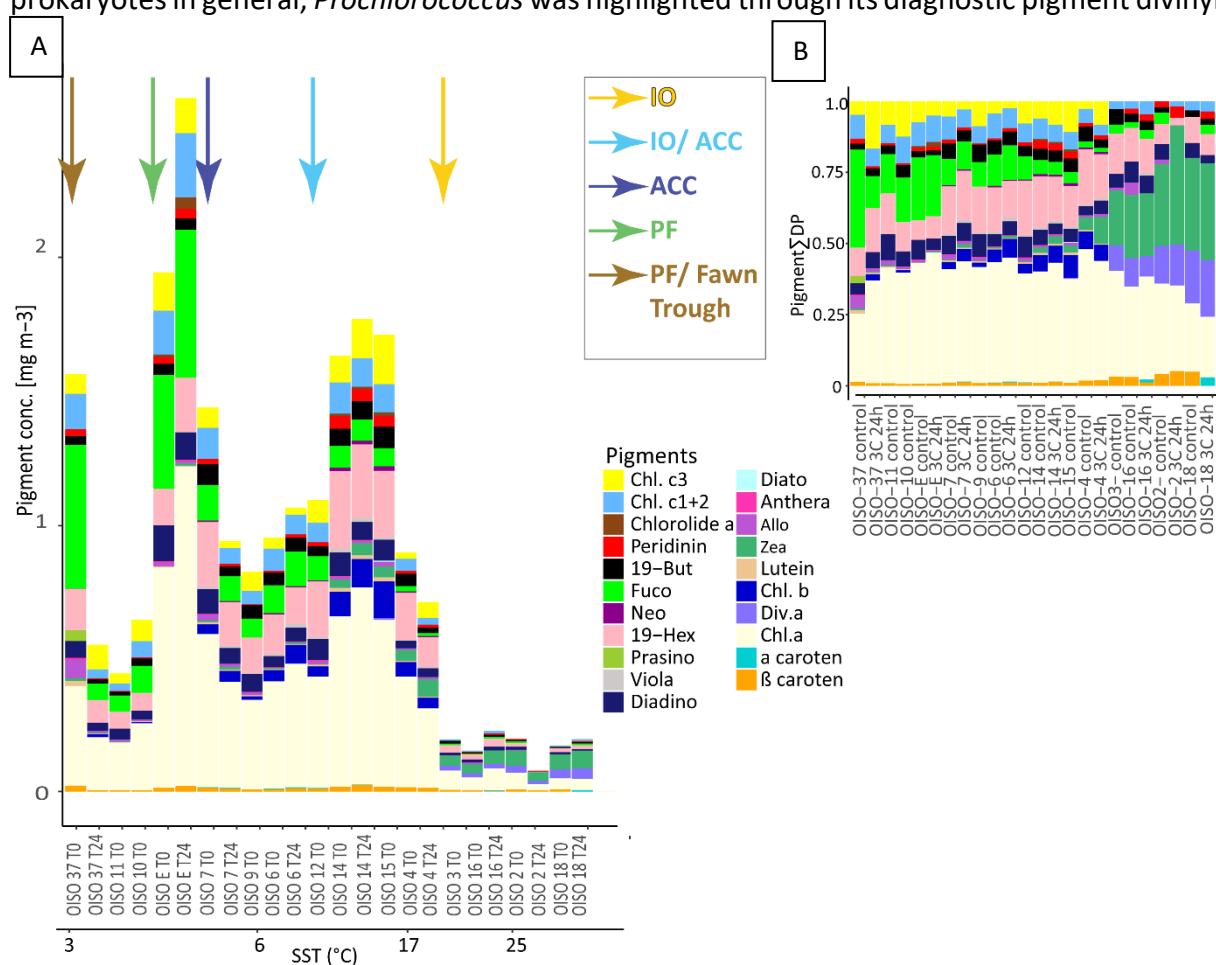 prokaryotes in general, Prochlorococcus was highlighted through its diagnostic pigment divinyl
A
B
IO
IO/ ACC
ACC
PF
PF/ Fawn
Trough
Pigment conc. [mg m−3]
2
1
0
Pigments
Chl. c3
Chl. c1+2
Chlorolide a
Peridinin
19−But
Fuco
Neo
19−Hex
Prasino
Viola
Diadino
Diato
Anthera
Allo
Zea
Lutein
Chl. b
Div.a
Chl.a
a caroten
ß caroten
OISO 37 T0
OISO 37 T24
OISO 11 T0
OISO 10 T0
OISO E T0
OISO E T24
OISO 7 T0
OISO 7 T24
OISO 9 T0
OISO 6 T0
OISO 6 T24
OISO 12 T0
OISO 14 T0
OISO 14 T24
OISO 15 T0
OISO 4 T0
OISO 4 T24
OISO 3 T0
OISO 16 T0
OISO 16 T24
OISO 2 T0
OISO 2 T24
OISO 18 T0
OISO 18 T24
3
6
17
25
SST (°C)
Pigment∑DP
1.0
0.75
0.50
0.25
0
OISO−37 control
OISO−37 3C 24h
OISO−11 control
OISO−10 control
OISO−E control
OISO−E 3C 24h
OISO−7 control
OISO−7 3C 24h
OISO−9 control
OISO−6 control
OISO−6 3C 24h
OISO−12 control
OISO−14 control
OISO−14 3C 24h
OISO−15 control
OISO−4 control
OISO−4 3C 24h
OISO3− control
OISO−16 control
OISO−16 3C 24h
OISO2− control
OISO−2 3C 24h
OISO−18 control
OISO−18 3C 24h